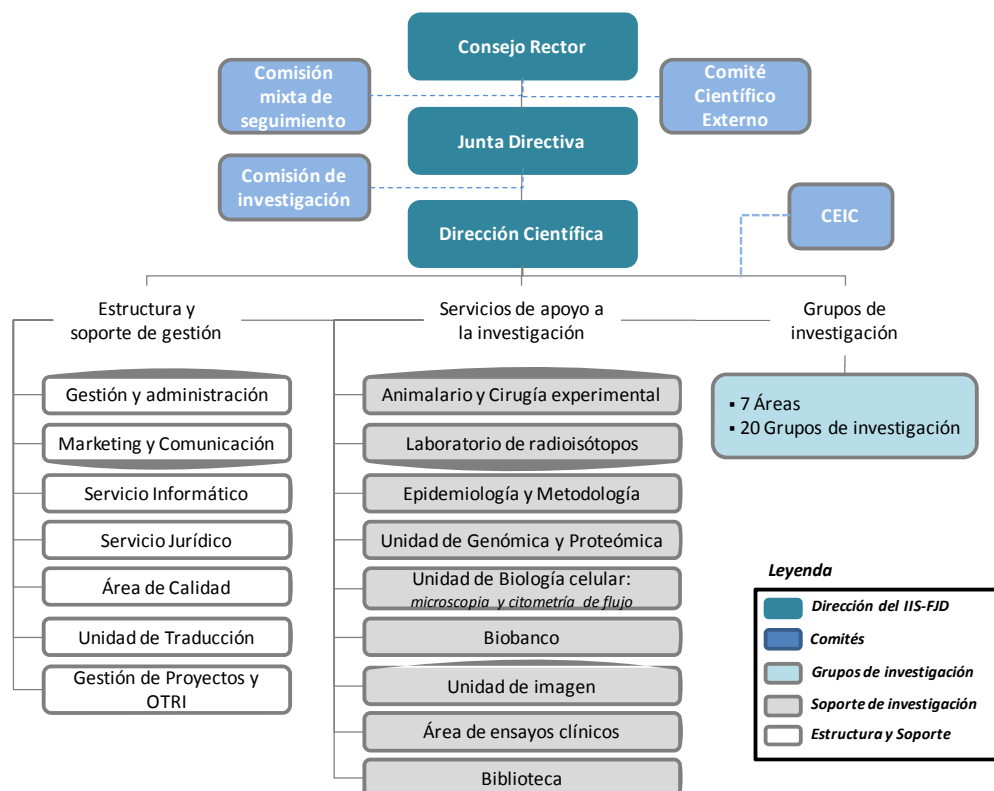 Consejo Rector
Comisión
mixta de
seguimiento
Comité
Científico
Externo
Junta Directiva
Comisión de
investigación
CEIC
Dirección Científica
Estructura y
soporte de gestión
Servicios de apoyo a
la investigación
Grupos de
investigación
Gestión y administración
Marketing y Comunicación
Servicio Informático
Servicio Jurídico
Área de Calidad
Unidad de Traducción
Gestión de Proyectos y
OTRI
Animalario y Cirugía experimental
Laboratorio de radioisótopos
Epidemiología y Metodología
Unidad de Genómica y Proteómica
Unidad de Biología celular:
microscopia y citometría de flujo
Biobanco
Unidad de imagen
Área de ensayos clínicos
Biblioteca
▪ 7 Áreas
▪ 20 Grupos de investigación
Leyenda
Dirección del IIS-FJD
Comités
Grupos de investigación
Soporte de investigación
Estructura y Soporte